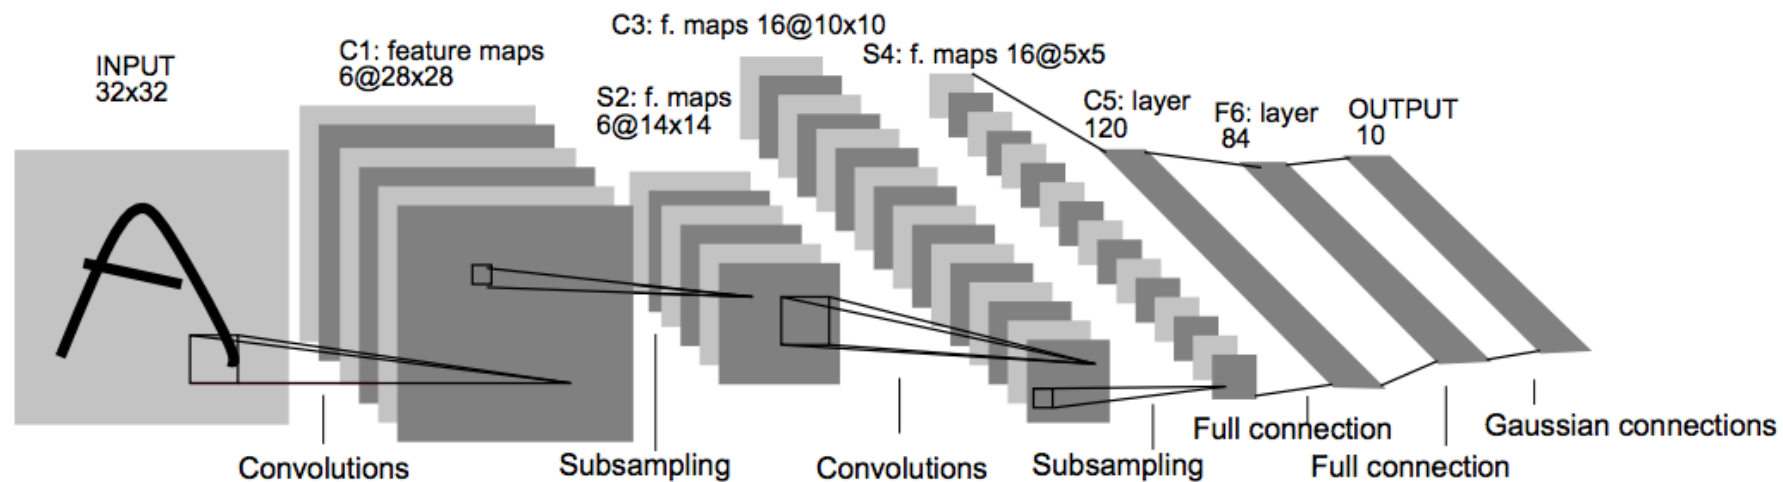 INPUT
32x32
C1: feature maps
6@28x28
S2: f. maps
6@14x14
C3: f. maps 16@10x10
S4: f. maps 16@5x5
C5: layer
120
F6: layer
84
OUTPUT
10
A
Convolutions
Subsampling
Convolutions
Subsampling
Full connection
Full connection
Gaussian connections